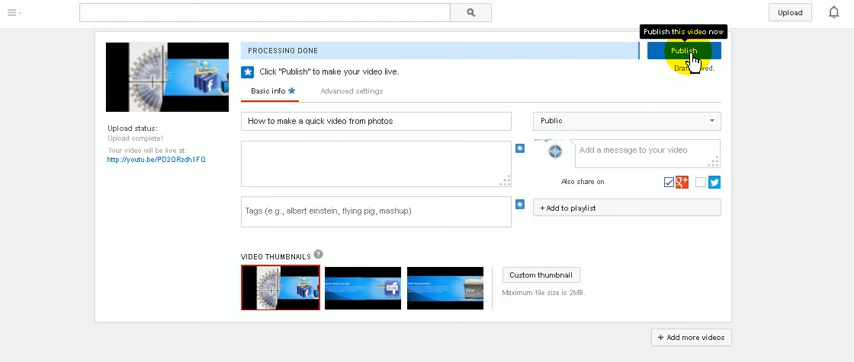 Upload
Publish this video now
PROCESSING DONE
Publish
Click "Publish" to make your video live.
Basic info
Advanced settings
Upload status:
Upload complete!
Your video will be live at:
http://youtu.be/PD2QRzdh1FQ
How to make a quick video from photos
Public
Add a message to your video
Also share on
Tags (e.g., albert einstein, flying pig, mashup)
+ Add to playlist
VIDEO THUMBNAILS
Custom thumbnail
Maximum file size is 2MB.
+ Add more videos